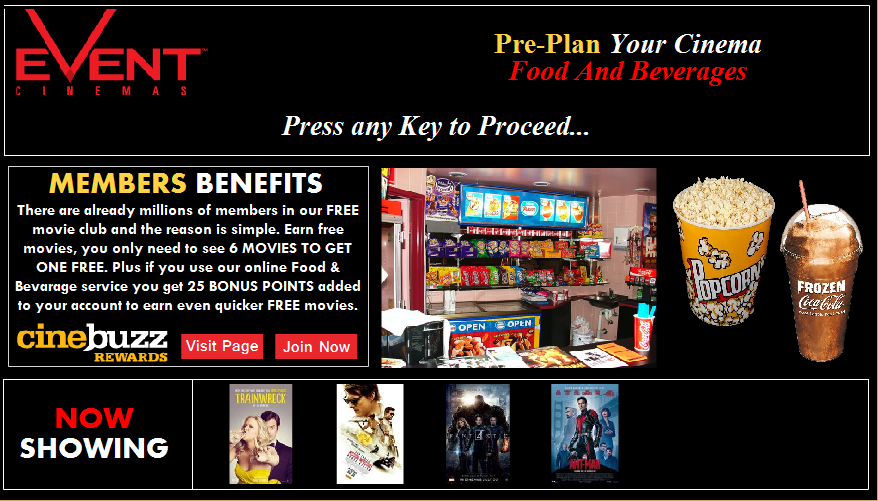 EVENT
CINEMAS
Pre-Plan Your Cinema
Food And Beverages
Press any Key to Proceed...
MEMBERS BENEFITS
There are already millions of members in our FREE
movie club and the reason is simple. Earn free
movies, you only need to see 6 MOVIES TO GET
ONE FREE. Plus if you use our online Food &
Bevarage service you get 25 BONUS POINTS added
to your account to earn even quicker FREE movies.
cinebuzz
REWARDS
Visit Page
Join Now
OPEN
OPEN
Coca-Cola
POPCORN
FROZEN
Coca-Cola
NOW
SHOWING
TRAINWRECK
FANT4STIC
ANT-MAN